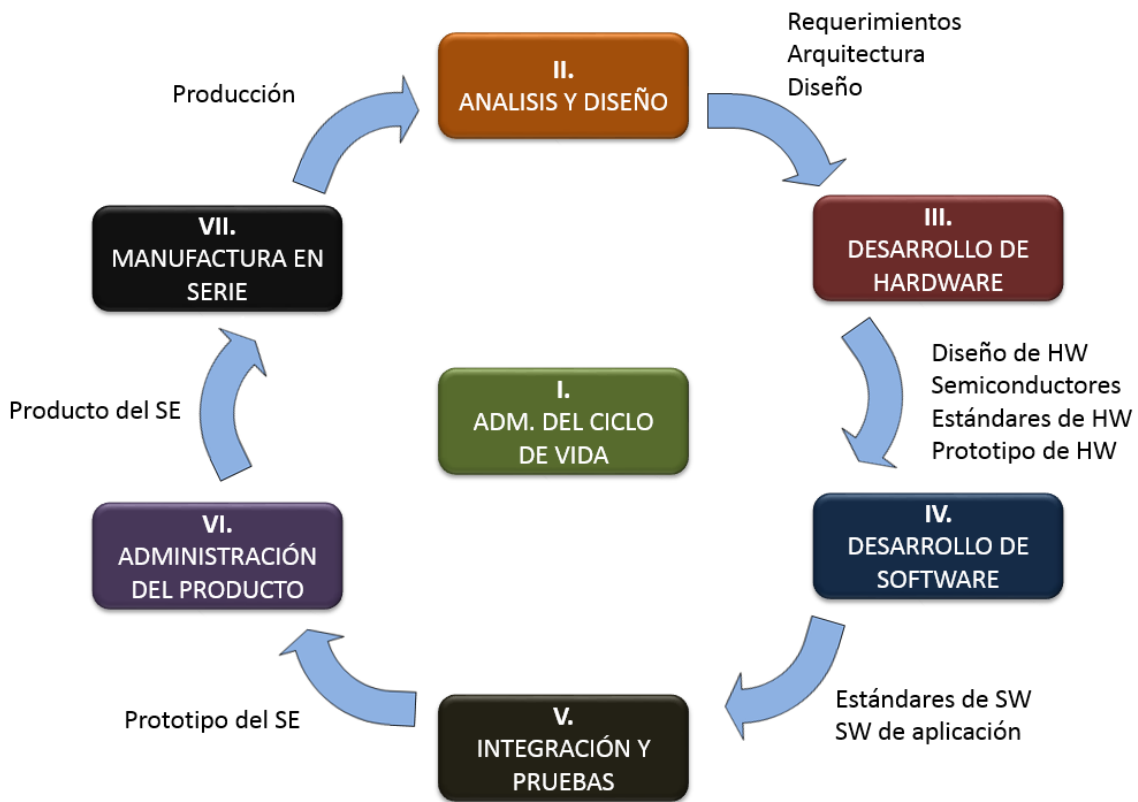 II.
ANALISIS Y DISEÑO
Requerimientos
Arquitectura
Diseño
III.
DESARROLLO DE
HARDWARE
Diseño de HW
Semiconductores
Estándares de HW
Prototipo de HW
IV.
DESARROLLO DE
SOFTWARE
Estándares de SW
SW de aplicación
V.
INTEGRACIÓN Y
PRUEBAS
Prototipo del SE
VI.
ADMINISTRACIÓN
DEL PRODUCTO
Producto del SE
VII.
MANUFACTURA EN
SERIE
Producción
I.
ADM. DEL CICLO
DE VIDA